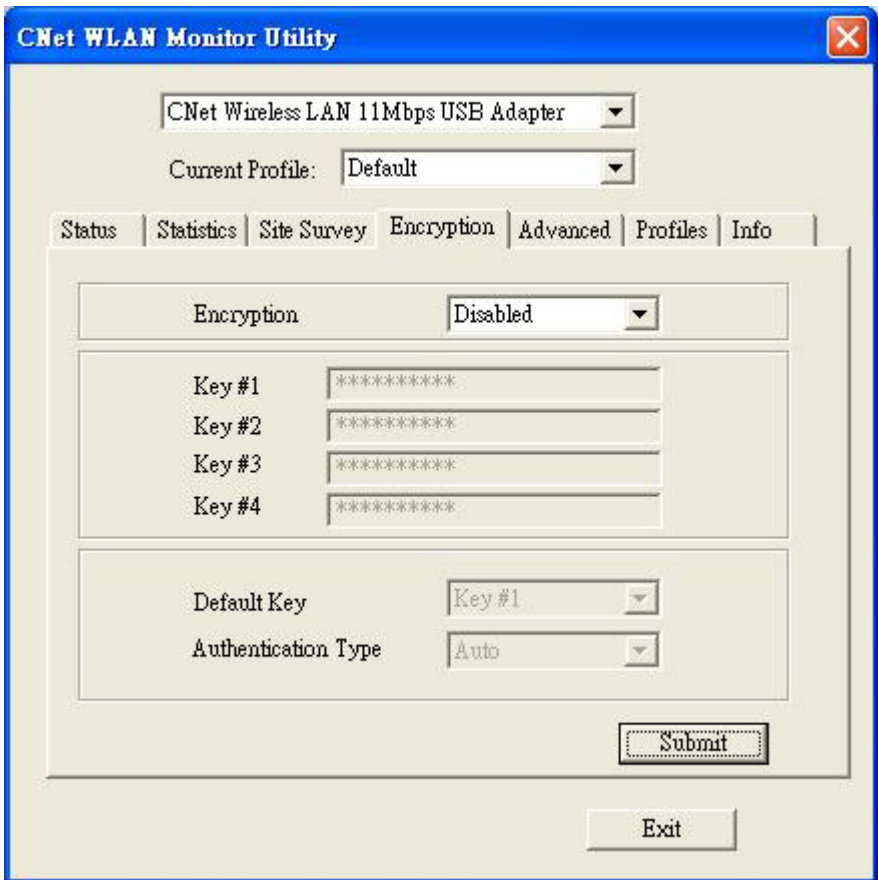 CNet WLAN Monitor Utility
CNet Wireless LAN 11Mbps USB Adapter
Current Profile: Default
Status Statistics Site Survey Encryption Advanced Profiles Info
Encryption Disabled
Key #1 **********
Key #2 **********
Key #3 **********
Key #4 **********
Default Key Key #1
Authentication Type Auto
Submit
Exit